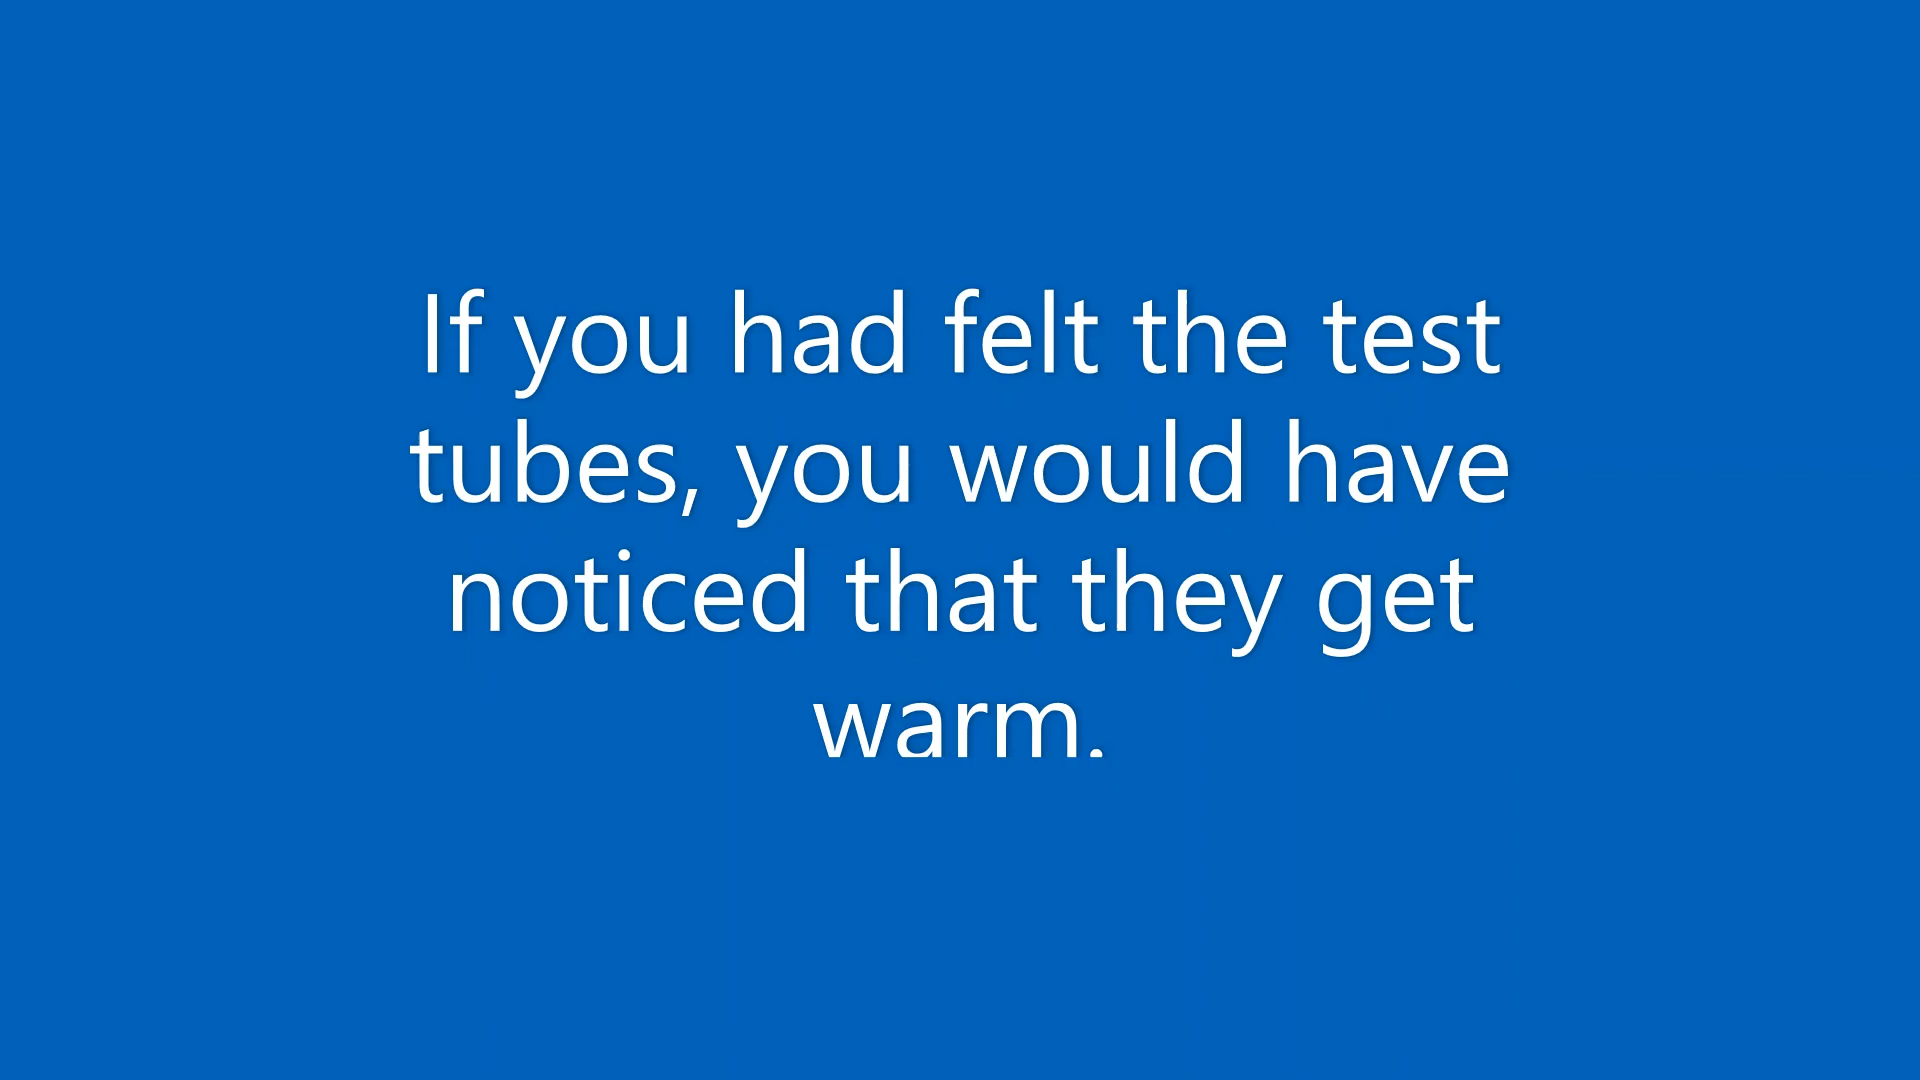 If you had felt the test
tubes, you would have
noticed that they get
warm.